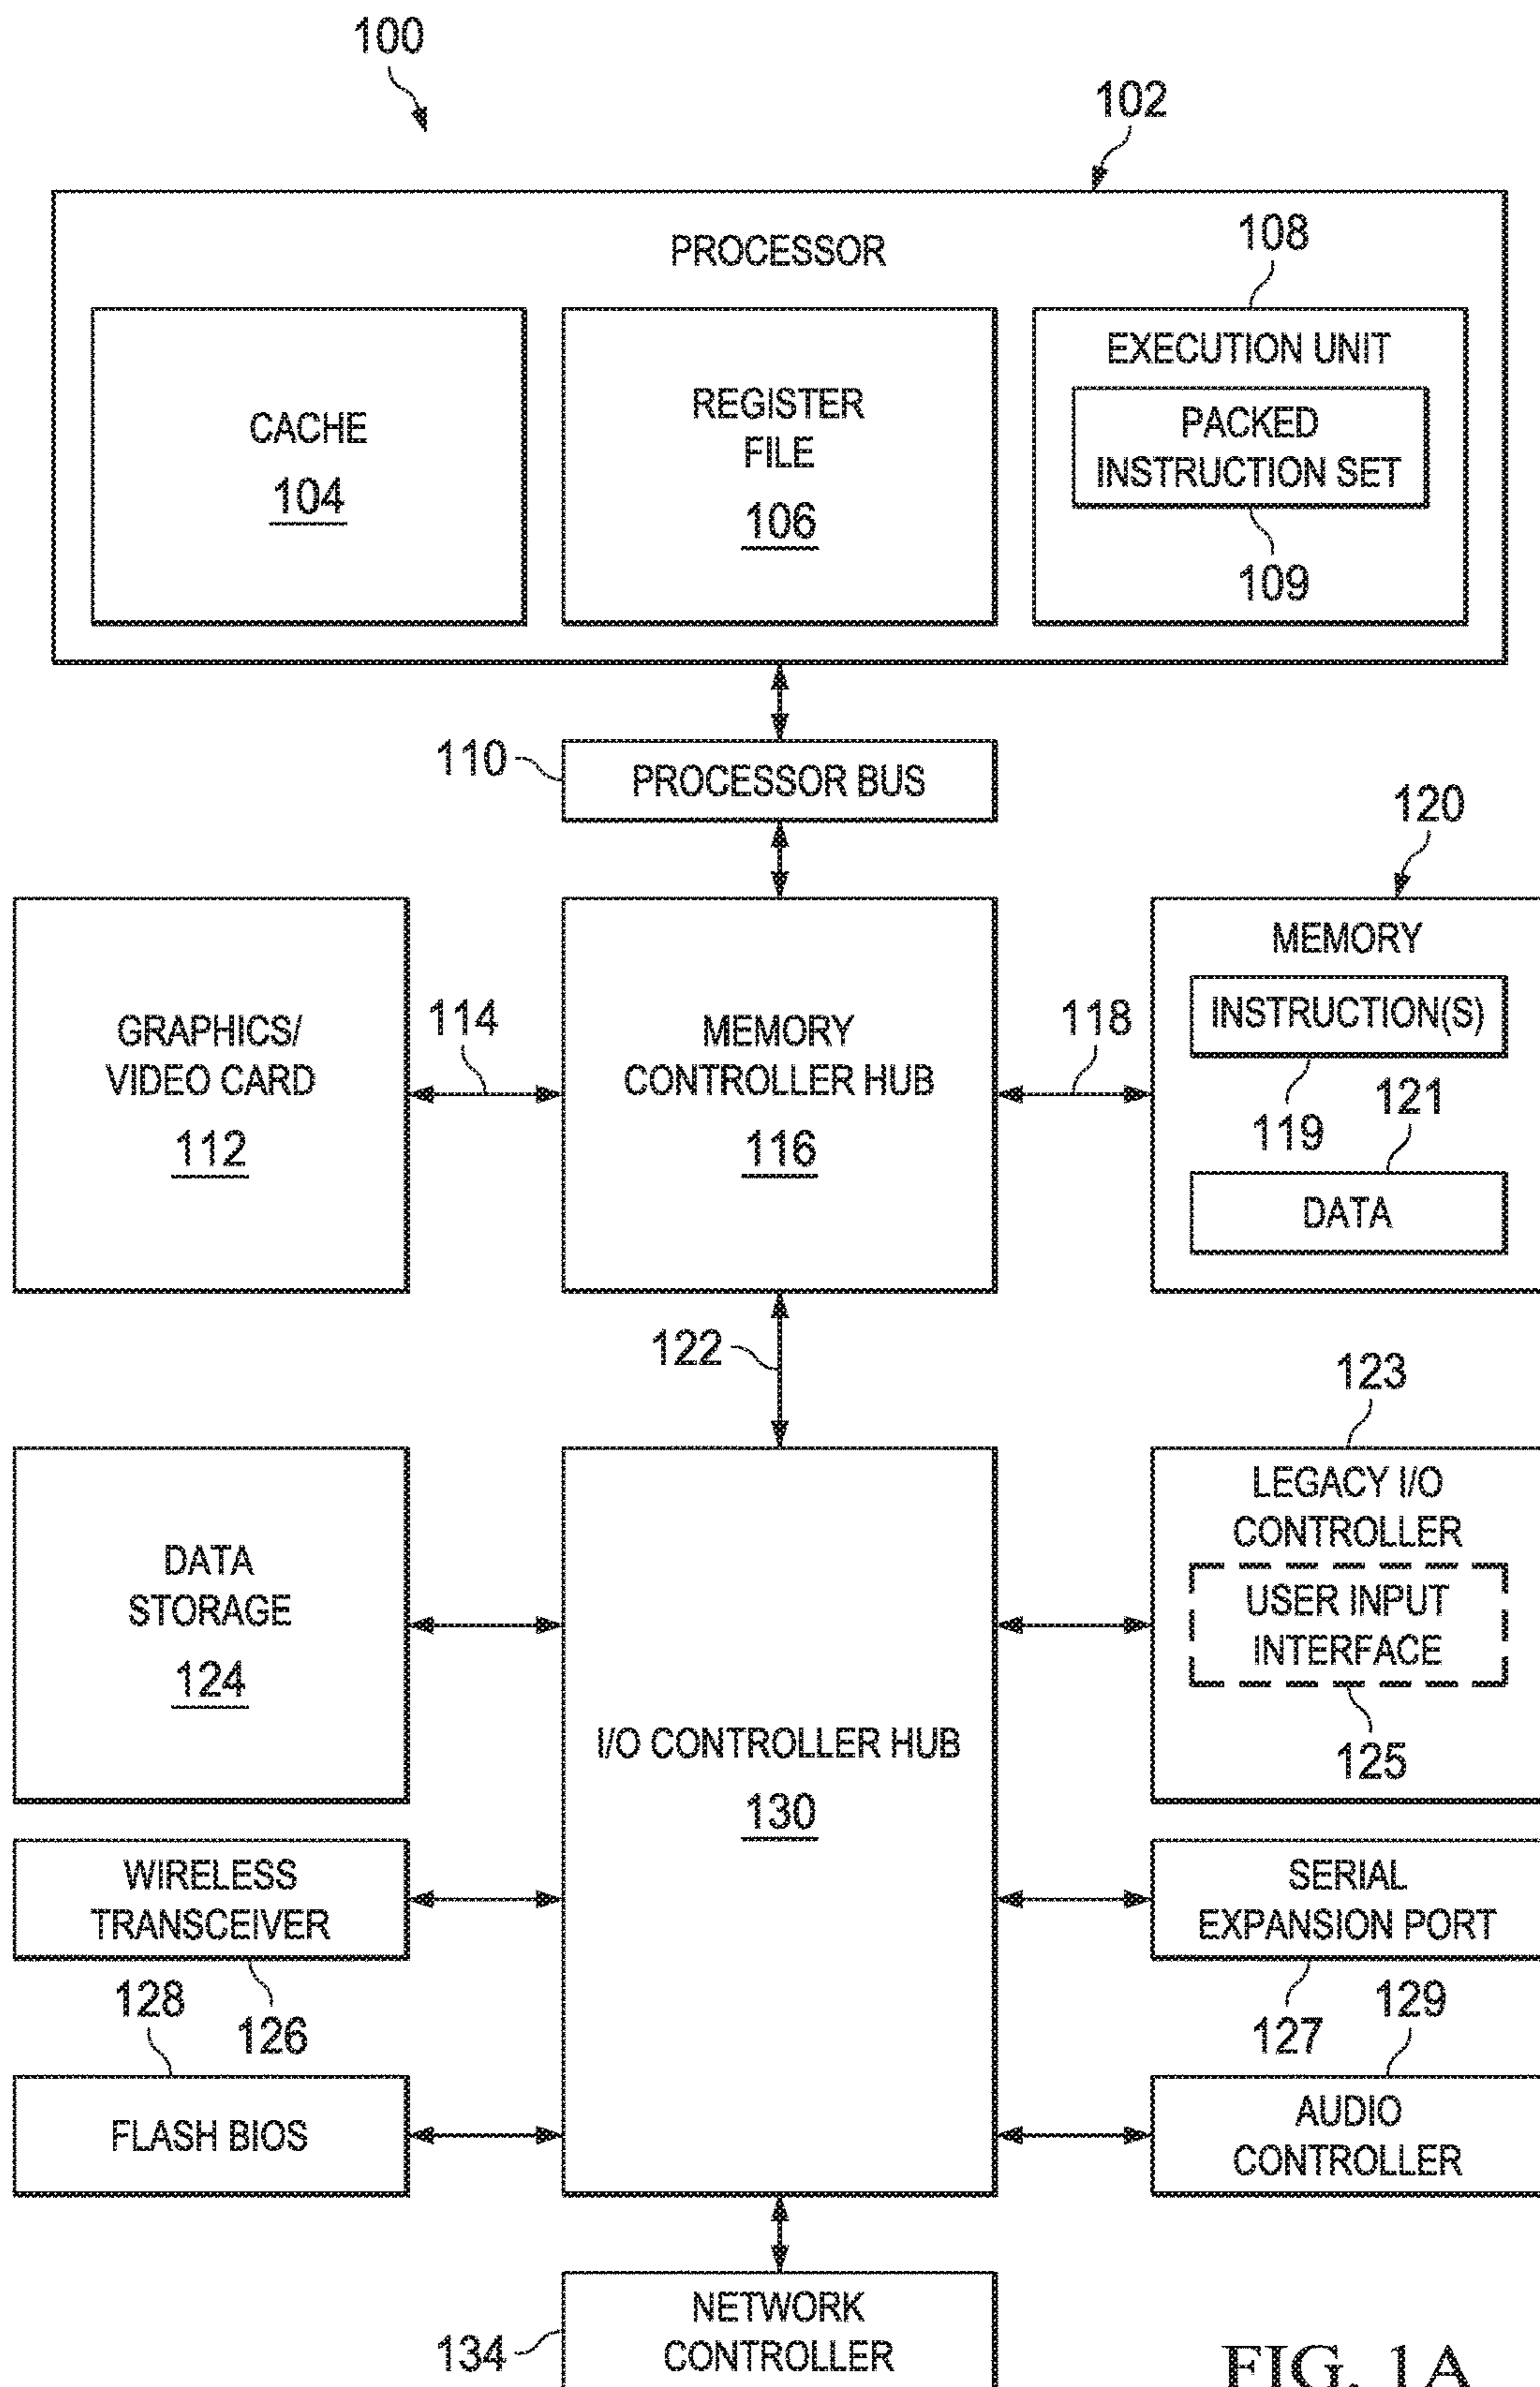 100
102
PROCESSOR
108
CACHE
104
REGISTER
FILE
106
EXECUTION UNIT
PACKED
INSTRUCTION SET
109
110
PROCESSOR BUS
120
GRAPHICS/
VIDEO CARD
112
114
MEMORY
CONTROLLER HUB
116
118
MEMORY
INSTRUCTION(S)
119
121
DATA
122
123
DATA
STORAGE
124
I/O CONTROLLER HUB
130
LEGACY I/O
CONTROLLER
USER INPUT
INTERFACE
125
WIRELESS
TRANSCEIVER
126
SERIAL
EXPANSION PORT
127
128
FLASH BIOS
129
AUDIO
CONTROLLER
134
NETWORK
CONTROLLER
FIG. 1A